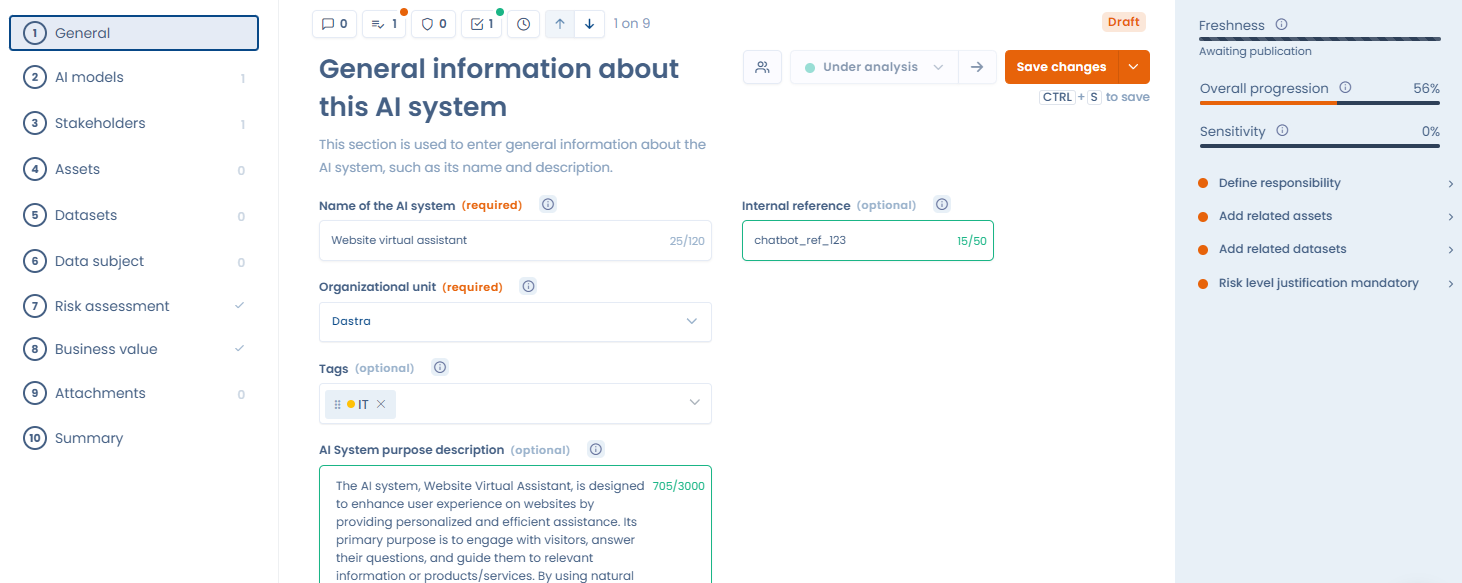 1 General
2 AI models 1
3 Stakeholders 1
4 Assets 0
5 Datasets 0
6 Data subject 0
7 Risk assessment
8 Business value
9 Attachments 0
10 Summary
0 1 0 1 1 on 9
Draft
General information about
this AI system
Under analysis
Save changes
CTRL + S to save
This section is used to enter general information about the
AI system, such as its name and description.
Name of the AI system (required)
Website virtual assistant 25/120
Internal reference (optional)
chatbot_ref_123 15/50
Organizational unit (required)
Dastra
Tags (optional)
IT
AI System purpose description (optional)
The AI system, Website Virtual Assistant, is designed 705/3000
to enhance user experience on websites by
providing personalized and efficient assistance. Its
primary purpose is to engage with visitors, answer
their questions, and guide them to relevant
information or products/services. By using natural
Freshness
Awaiting publication
Overall progression 56%
Sensitivity 0%
Define responsibility
Add related assets
Add related datasets
Risk level justification mandatory